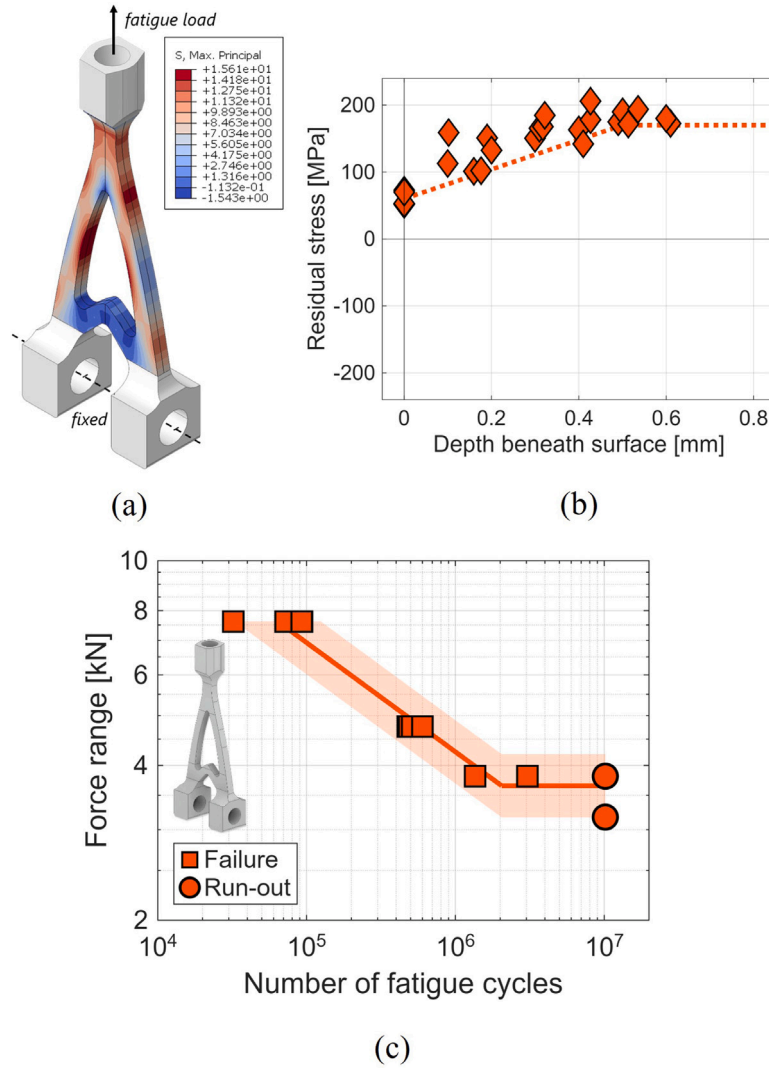 fatigue load
S, Max. Principal
+1.561e+01
+1.418e+01
+1.275e+01
+1.132e+01
+9.893e+00
+8.463e+00
+7.034e+00
+5.605e+00
+4.175e+00
+2.746e+00
+1.316e+00
-1.132e-01
-1.543e+00
fixed
(a)
Residual stress [MPa]
200
100
0
-100
-200
0 0.2 0.4 0.6 0.8
Depth beneath surface [mm]
(b)
Force range [kN]
10
8
6
4
2
Failure
Run-out
10^4 10^5 10^6 10^7
Number of fatigue cycles
(c)